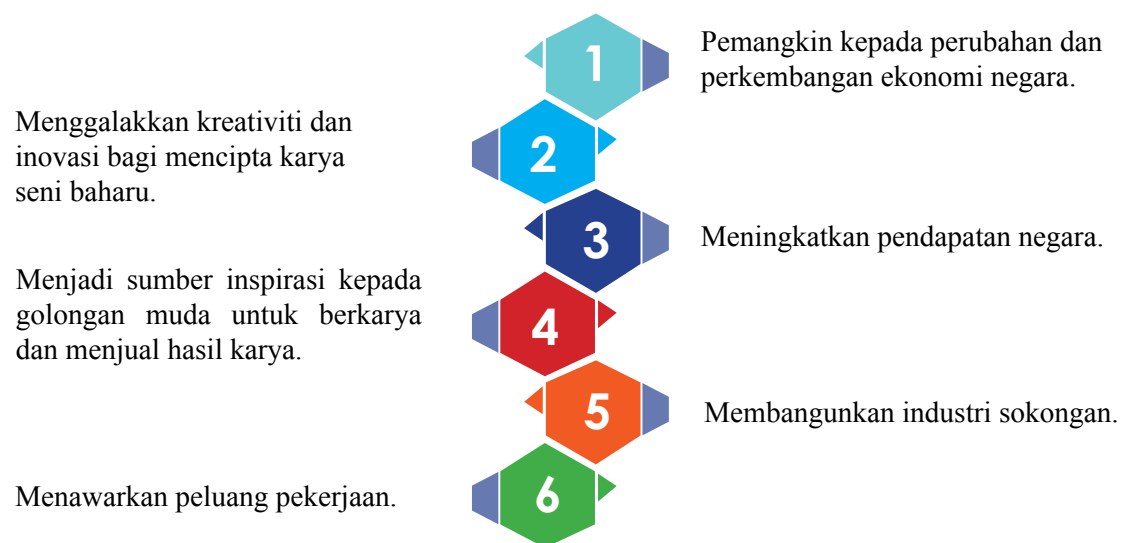 1
Pemangkin kepada perubahan dan
perkembangan ekonomi negara.
Menggalakkan kreativiti dan
inovasi bagi mencipta karya
seni baharu.
2
3
Meningkatkan pendapatan negara.
Menjadi sumber inspirasi kepada
golongan muda untuk berkarya
dan menjual hasil karya.
4
5
Membangunkan industri sokongan.
Menawarkan peluang pekerjaan.
6